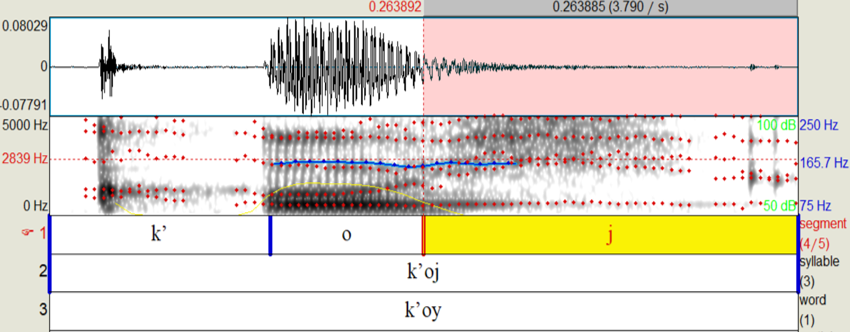 0.263892 0.263885 (3.790 / s)
0.08029
0
-0.07791
5000 Hz 100 dB 250 Hz
2839 Hz 165.7 Hz
0 Hz 50 dB 75 Hz
☞ 1 k’ o j segment (4/5)
2 k’oj syllable (3)
3 k’oy word (1)